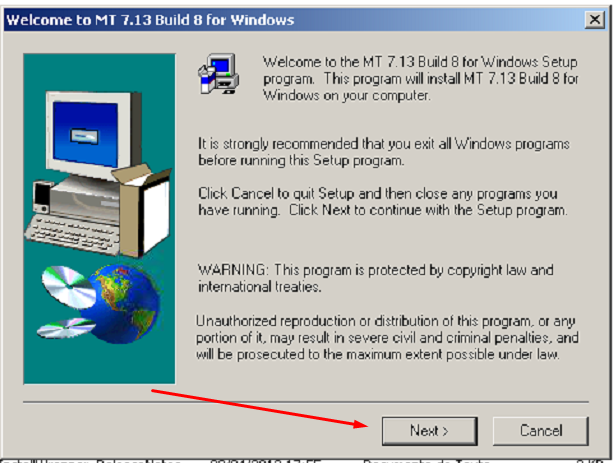 Welcome to MT 7.13 Build 8 for Windows
Welcome to the MT 7.13 Build 8 for Windows Setup
program. This program will install MT 7.13 Build 8 for
Windows on your computer.
It is strongly recommended that you exit all Windows programs
before running this Setup program.
Click Cancel to quit Setup and then close any programs you
have running. Click Next to continue with the Setup program.
WARNING: This program is protected by copyright law and
international treaties.
Unauthorized reproduction or distribution of this program, or any
portion of it, may result in severe civil and criminal penalties, and
will be prosecuted to the maximum extent possible under law.
Next >
Cancel